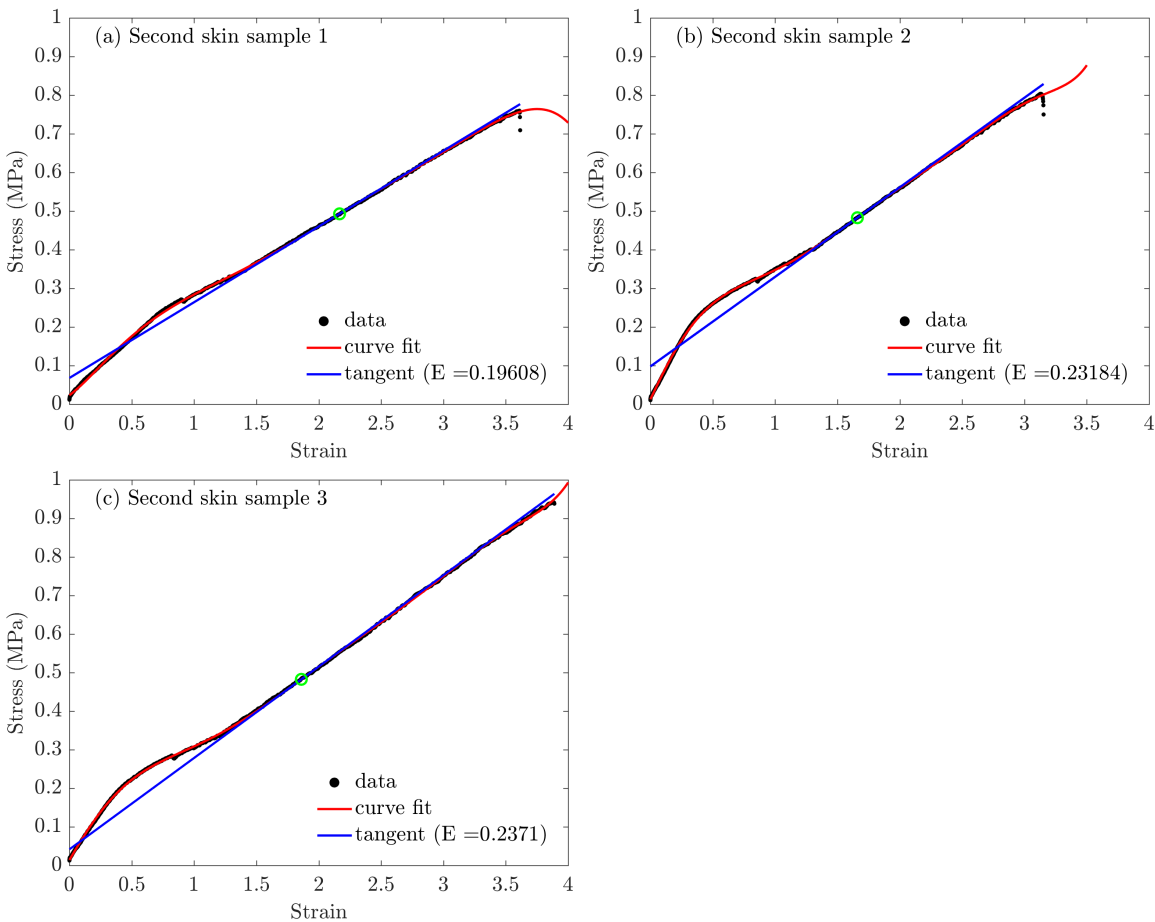 (a) Second skin sample 1
1
0.9
0.8
0.7
0.6
0.5
0.4
0.3
0.2
0.1
0
Stress (MPa)
data
curve fit
tangent (E =0.19608)
0 0.5 1 1.5 2 2.5 3 3.5 4
Strain
(b) Second skin sample 2
1
0.9
0.8
0.7
0.6
0.5
0.4
0.3
0.2
0.1
0
Stress (MPa)
data
curve fit
tangent (E =0.23184)
0 0.5 1 1.5 2 2.5 3 3.5 4
Strain
(c) Second skin sample 3
1
0.9
0.8
0.7
0.6
0.5
0.4
0.3
0.2
0.1
0
Stress (MPa)
data
curve fit
tangent (E =0.2371)
0 0.5 1 1.5 2 2.5 3 3.5 4
Strain